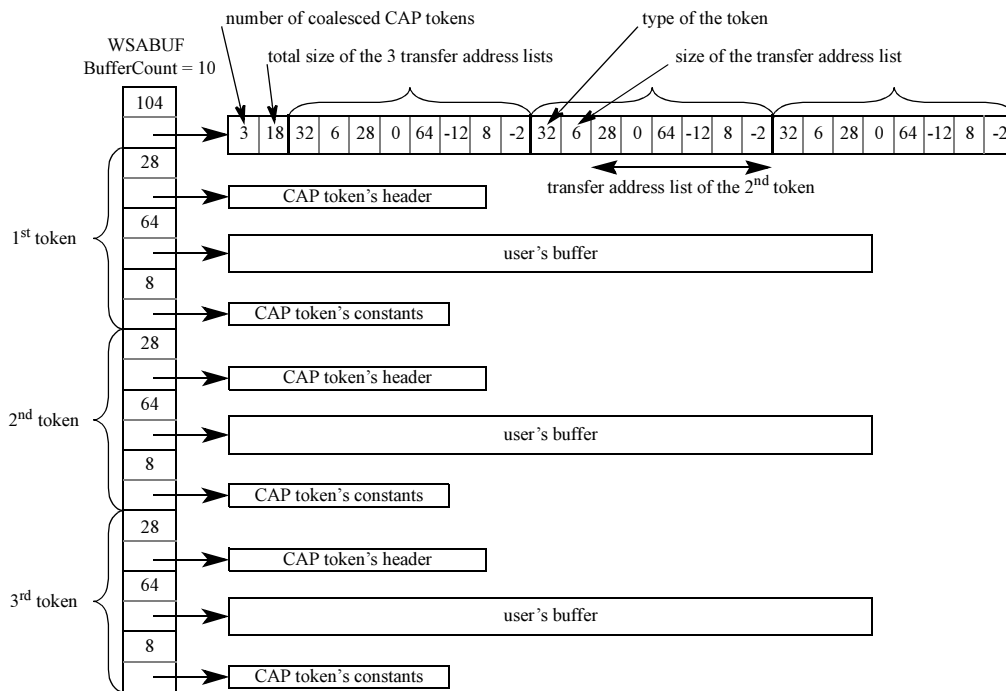 number of coalesced CAP tokens
type of the token
WSABUF
BufferCount = 10
total size of the 3 transfer address lists
size of the transfer address list
104
3 18 32 6 28 0 64 -12 8 -2 32 6 28 0 64 -12 8 -2 32 6 28 0 64 -12 8 -2
transfer address list of the 2nd token
1st token
28
CAP token's header
64
user's buffer
8
CAP token's constants
2nd token
28
CAP token's header
64
user's buffer
8
CAP token's constants
3rd token
28
CAP token's header
64
user's buffer
8
CAP token's constants